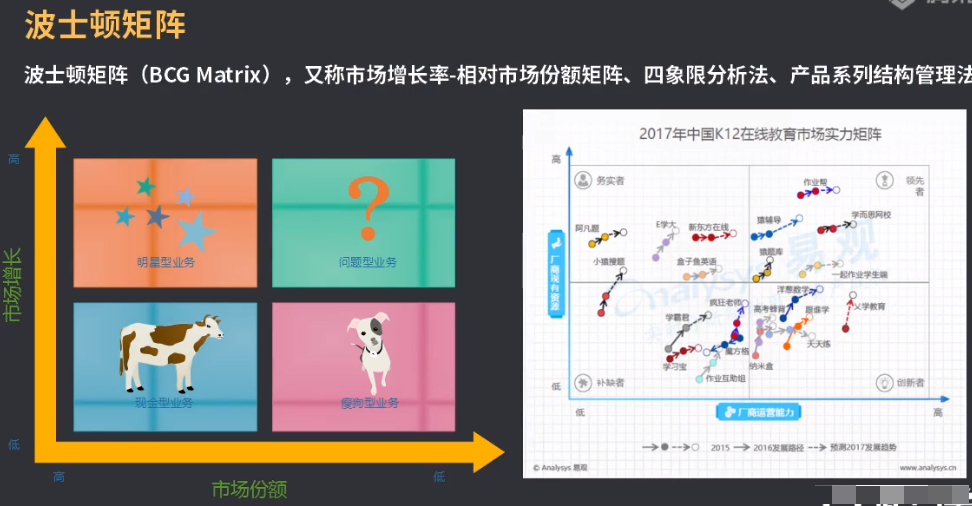 波士顿矩阵
波士顿矩阵（BCG Matrix），又称市场增长率-相对市场份额矩阵、四象限分析法、产品系列结构管理法
高
市场增长
低
明星型业务
问题型业务
现金型业务
瘦狗型业务
高
低
市场份额
2017年中国K12在线教育市场实力矩阵
高
务实者
领先者
作业帮
阿凡题
E学大
新东方在线
猿辅导
学而思网校
小猿搜题
盒子鱼英语
猿题库
一起作业学生端
厂商现有资源
Analysys 易观
疯狂老师
洋葱数学
学霸君
高考蜂背
愿谁学
乂学教育
学习宝
魔方格
天天练
纳米盒
作业互助组
低
补缺者
创新者
低
厂商运营能力
高
2015
2016发展路径
预测2017发展趋势
© Analysys 易观
www.analysys.cn